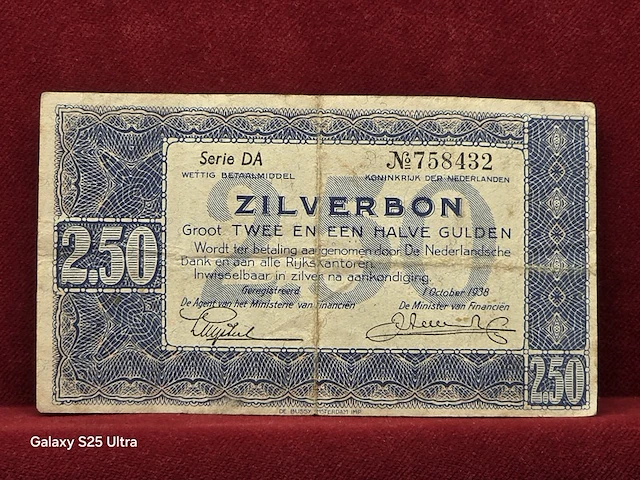 Serie DA
№ 758432
WETTIG BETAALMIDDEL
KONINKRIJK DER NEDERLANDEN
250
ZILVERBON
Groot TWEE EN EEN HALVE GULDEN
Wordt ter betaling aangenomen door De Nederlandsche
Bank en aan alle Rijkskantoren.
Inwisselbaar in zilver na aankondiging.
Geregistreerd
1 October 1938
De Agent van het Ministerie van Financiën
De Minister van Financiën
2.50
2.50
DE BUSSY AMSTERDAM IMP.
Galaxy S25 Ultra